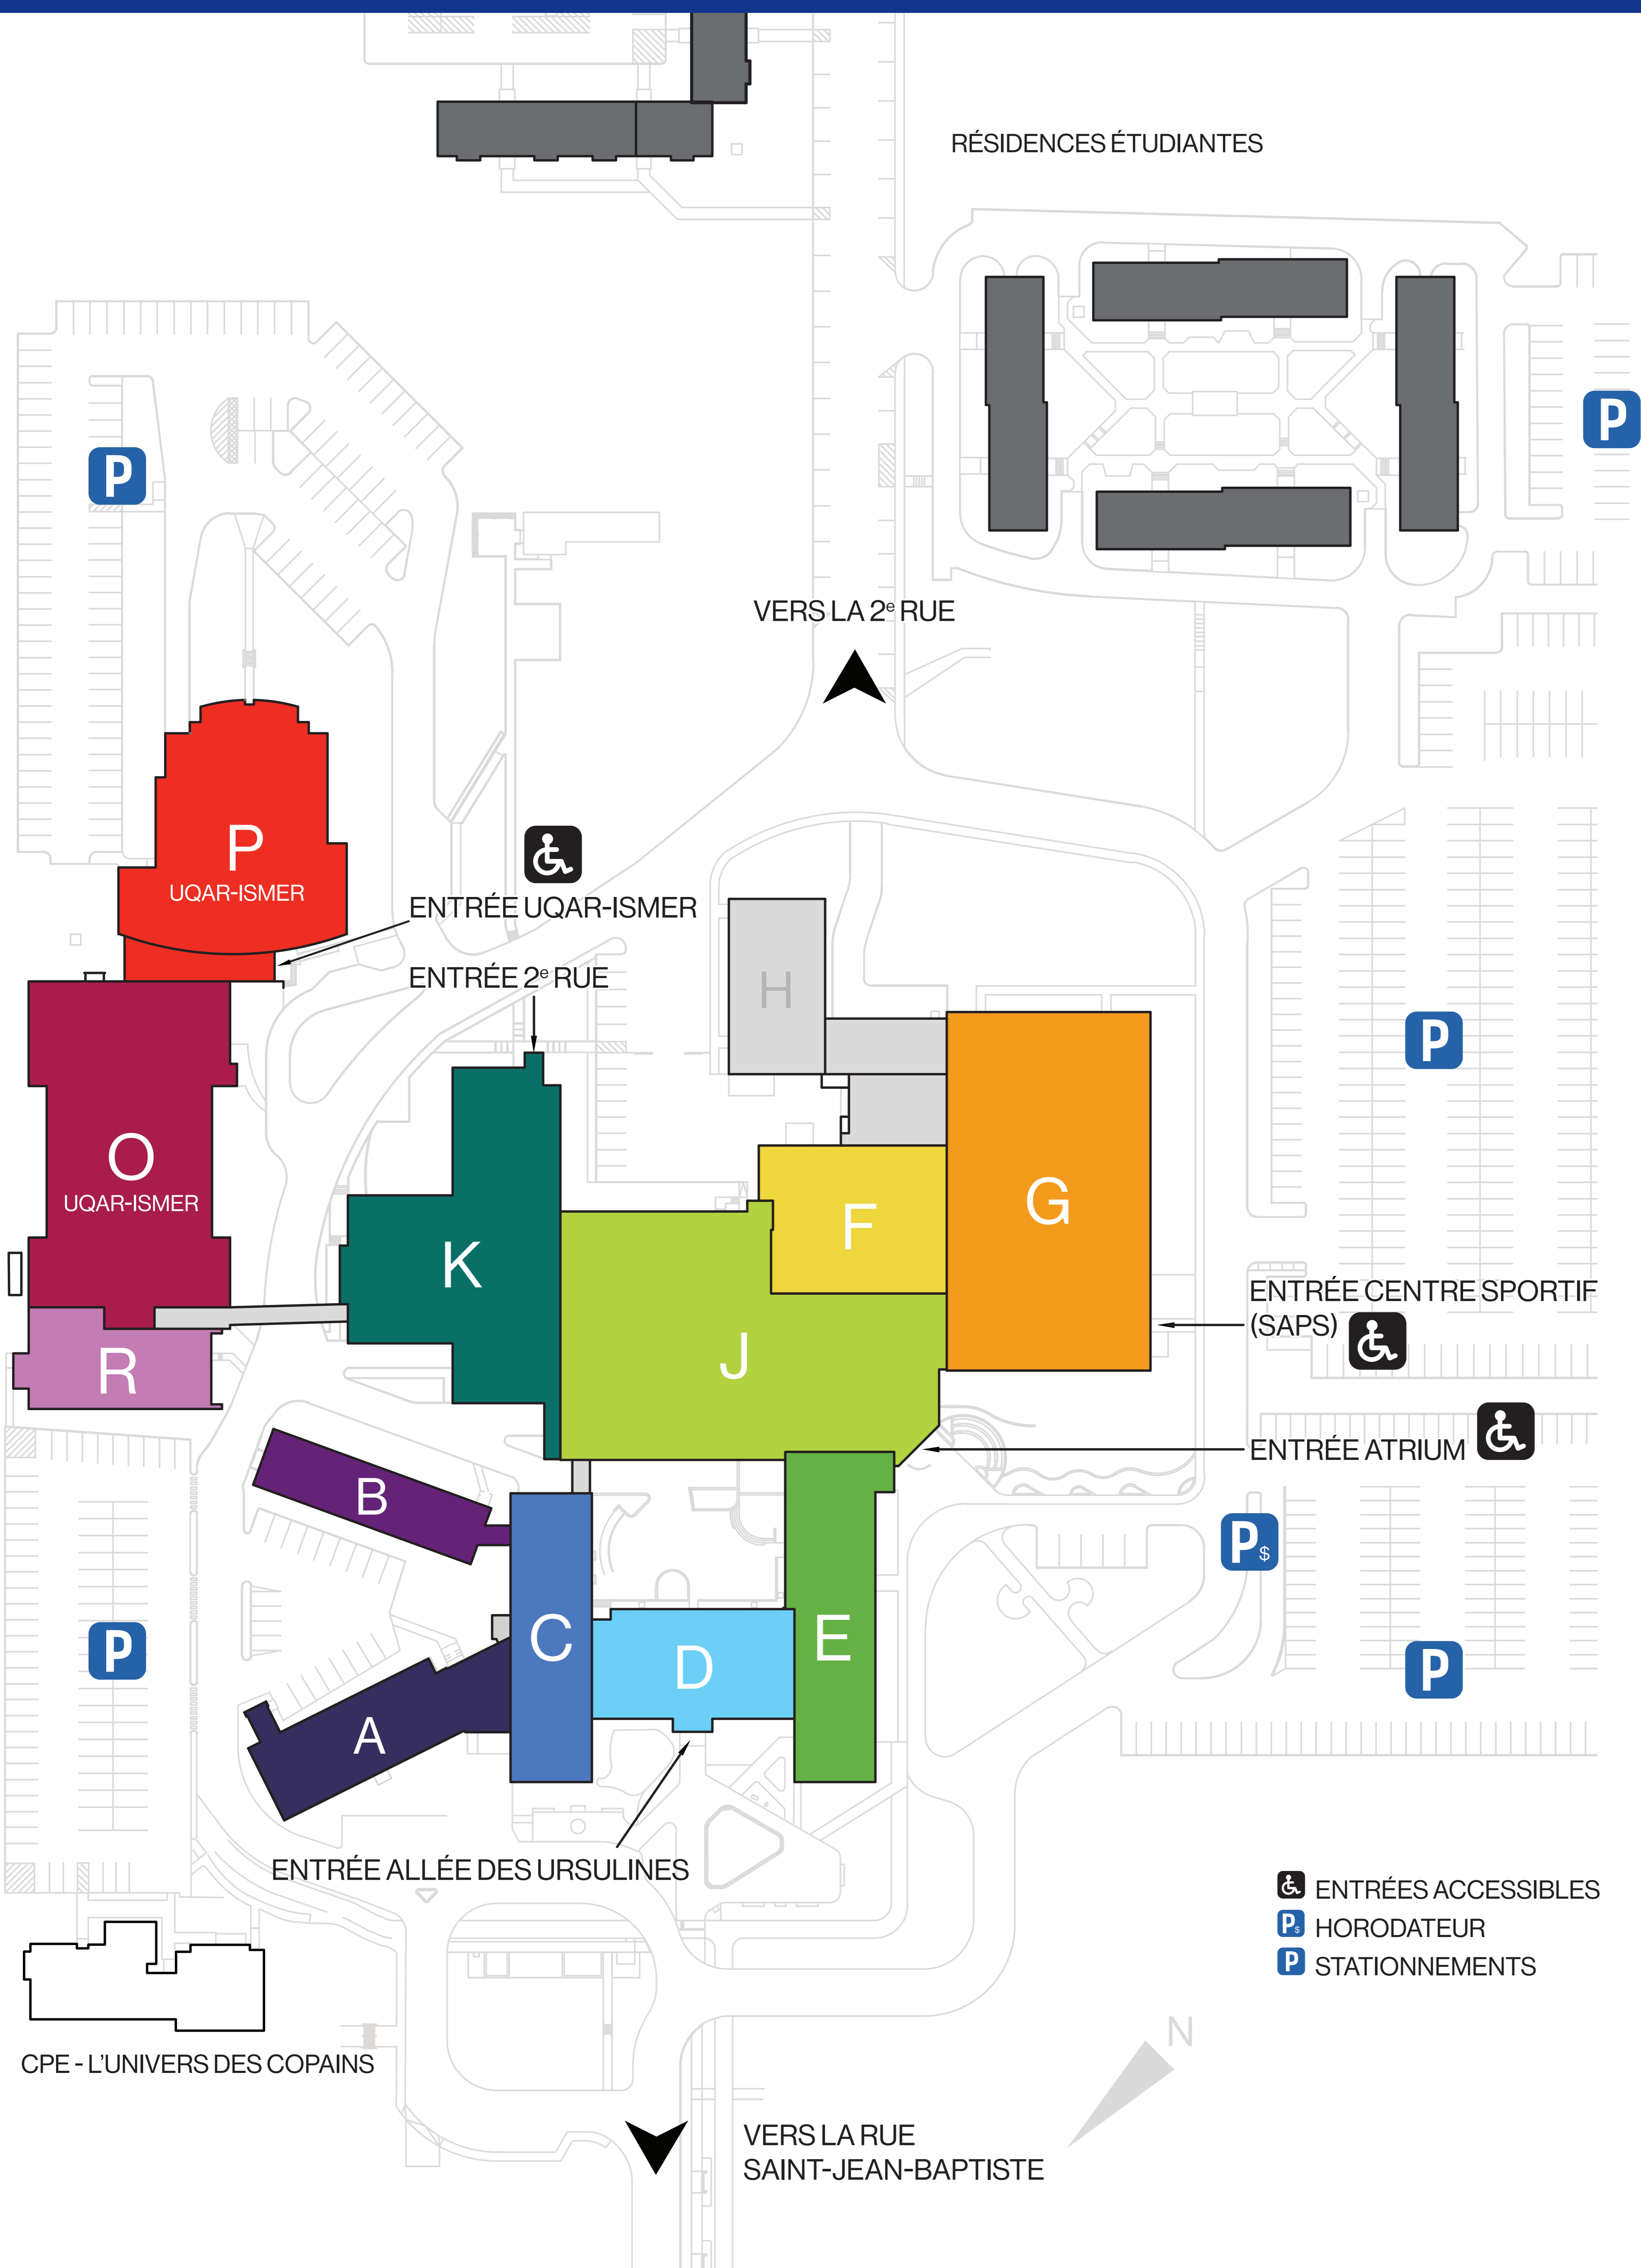 RÉSIDENCES ÉTUDIANTES
P
P
VERS LA 2e RUE
P
UQAR-ISMER
ENTRÉE UQAR-ISMER
ENTRÉE 2e RUE
H
P
O
UQAR-ISMER
G
F
K
ENTRÉE CENTRE SPORTIF
(SAPS)
J
R
ENTRÉE ATRIUM
B
P$
C
E
P
D
P
A
ENTRÉE ALLÉE DES URSULINES
ENTRÉES ACCESSIBLES
P$ HORODATEUR
P STATIONNEMENTS
N
CPE - L'UNIVERS DES COPAINS
VERS LA RUE
SAINT-JEAN-BAPTISTE